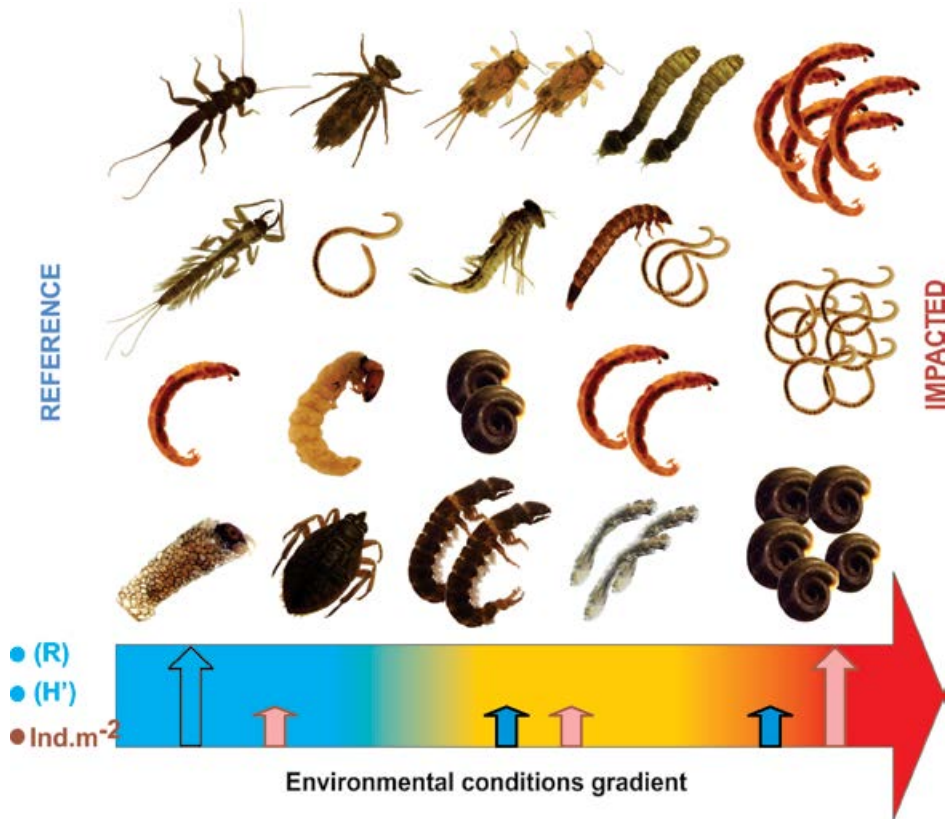 REFERENCE
IMPACTED
• (R)
• (H')
• Ind.m⁻²
Environmental conditions gradient